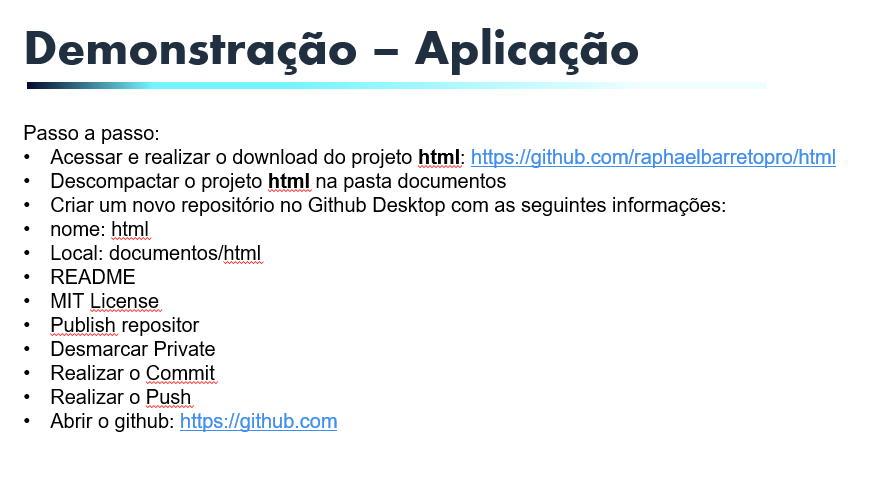 Demonstração – Aplicação
Passo a passo:
• Acessar e realizar o download do projeto html: https://github.com/raphaelbarretopro/html
• Descompactar o projeto html na pasta documentos
• Criar um novo repositório no Github Desktop com as seguintes informações:
• nome: html
• Local: documentos/html
• README
• MIT License
• Publish repositor
• Desmarcar Private
• Realizar o Commit
• Realizar o Push
• Abrir o github: https://github.com